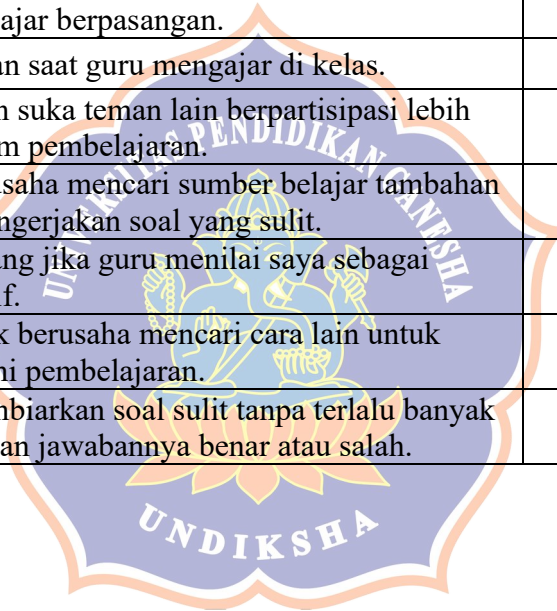 ajar berpasangan.
an saat guru mengajar di kelas.
n suka teman lain berpartisipasi lebih
m pembelajaran.
saha mencari sumber belajar tambahan
ngerjakan soal yang sulit.
ng jika guru menilai saya sebagai
f.
k berusaha mencari cara lain untuk
ni pembelajaran.
nbiarkan soal sulit tanpa terlalu banyak
an jawabannya benar atau salah.
UNIVERSITAS PENDIDIKAN GANESHA
UNDIKSHA